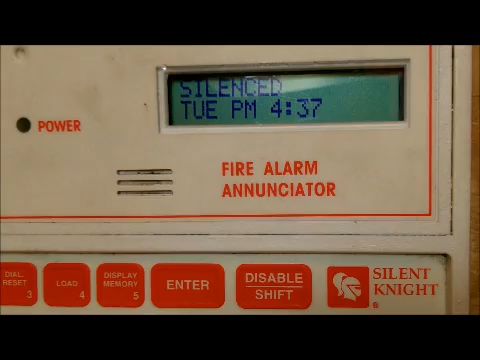 SILENCED
TUE PM 4:37
POWER
FIRE ALARM
ANNUNCIATOR
DIAL.
RESET
3
LOAD
4
DISPLAY
MEMORY
5
ENTER
DISABLE
SHIFT
SILENT
KNIGHT
®